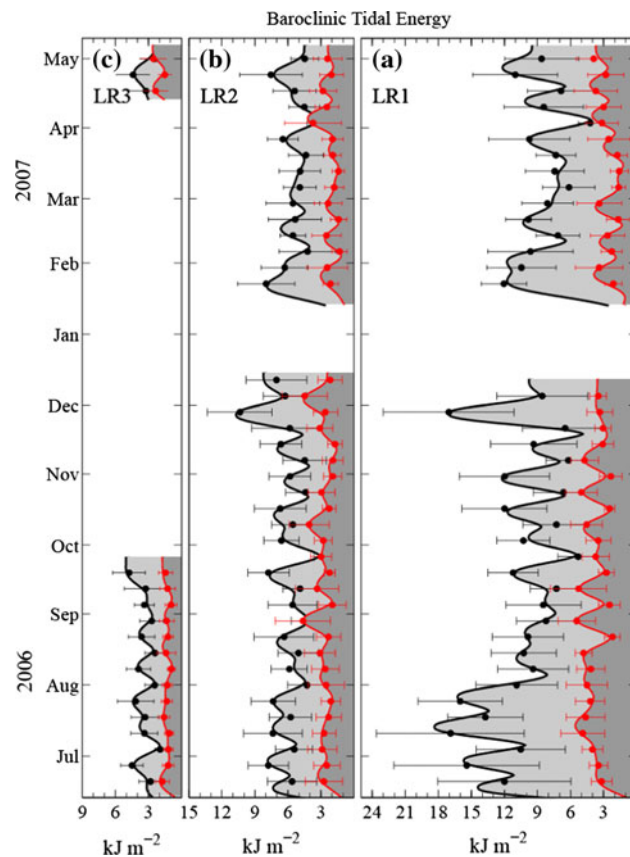 Baroclinic Tidal Energy
(c) (b) (a)
LR3 LR2 LR1
May
Apr
Mar
Feb
Jan
Dec
Nov
Oct
Sep
Aug
Jul
2007
2006
9 6 3 15 12 9 6 3 24 21 18 15 12 9 6 3
kJ m⁻² kJ m⁻² kJ m⁻²